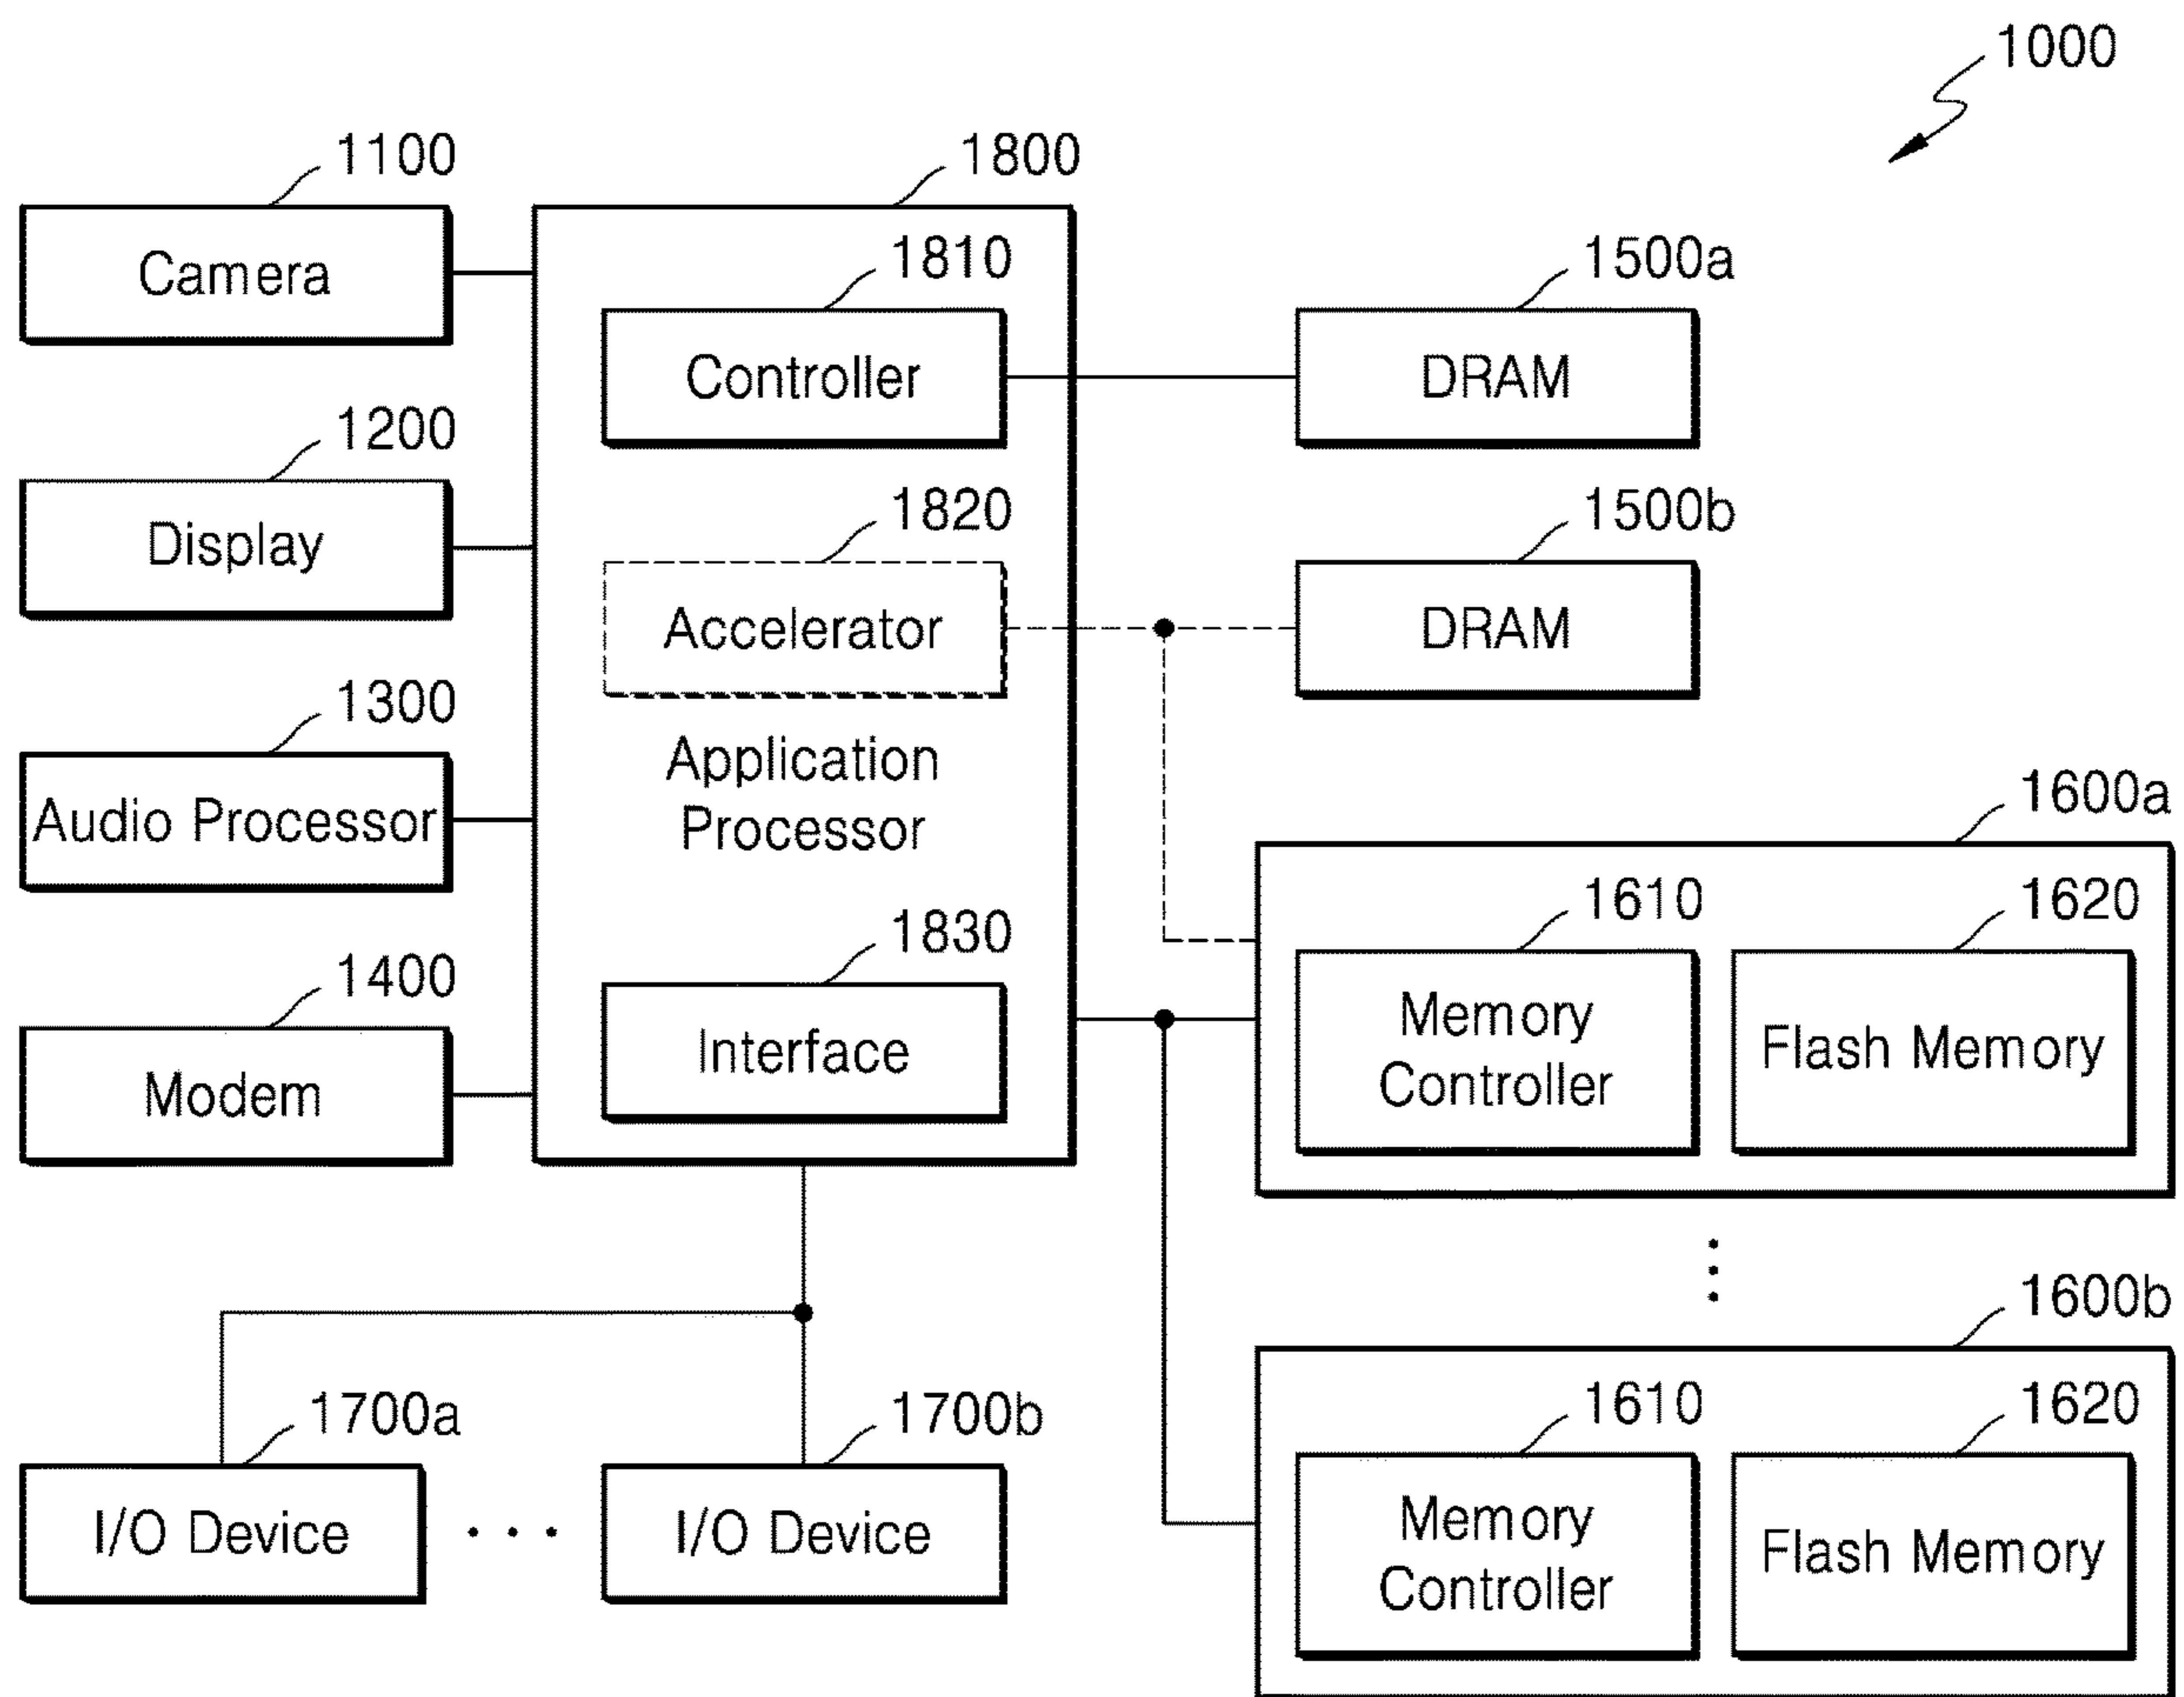 1000
1100
Camera
1200
Display
1300
Audio Processor
1400
Modem
1800
1810
Controller
1820
Accelerator
Application
Processor
1830
Interface
1500a
DRAM
1500b
DRAM
1600a
1610
Memory
Controller
1620
Flash Memory
1600b
1610
Memory
Controller
1620
Flash Memory
1700a
I/O Device
1700b
I/O Device